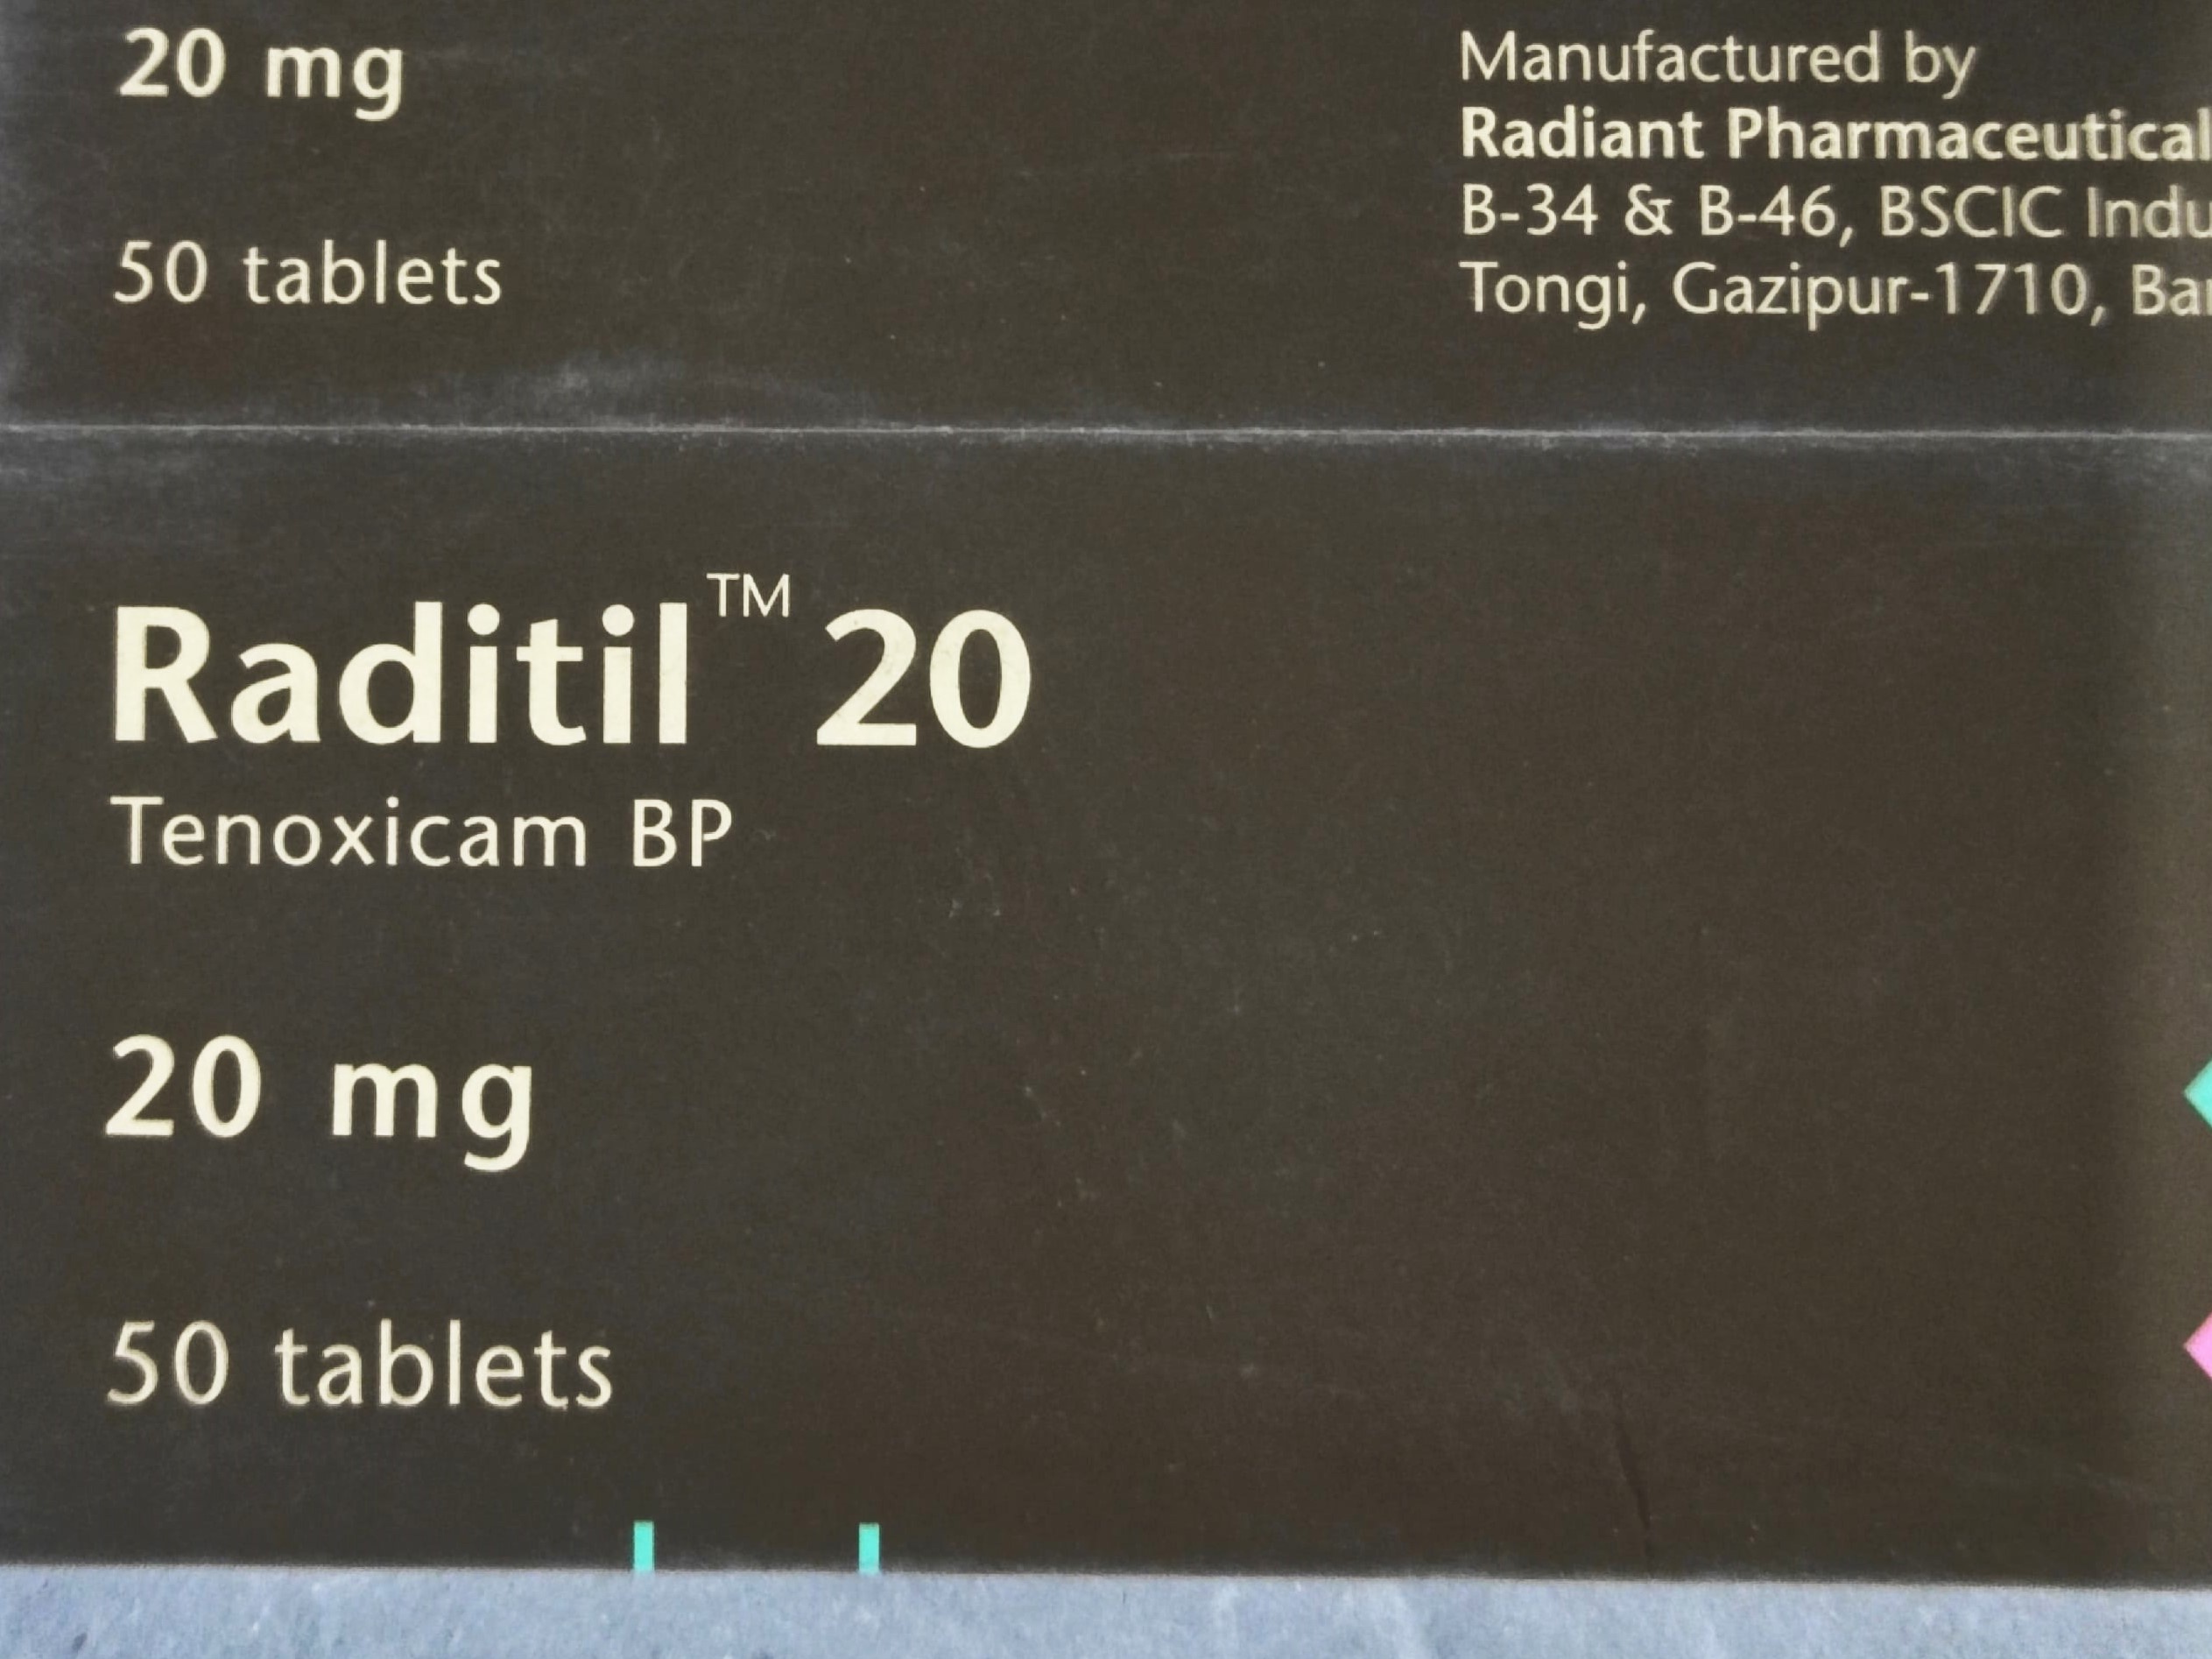 20 mg
50 tablets
Manufactured by
Radiant Pharmaceutical
B-34 & B-46, BSCIC Indu
Tongi, Gazipur-1710, Ban
Raditil™ 20
Tenoxicam BP
20 mg
50 tablets